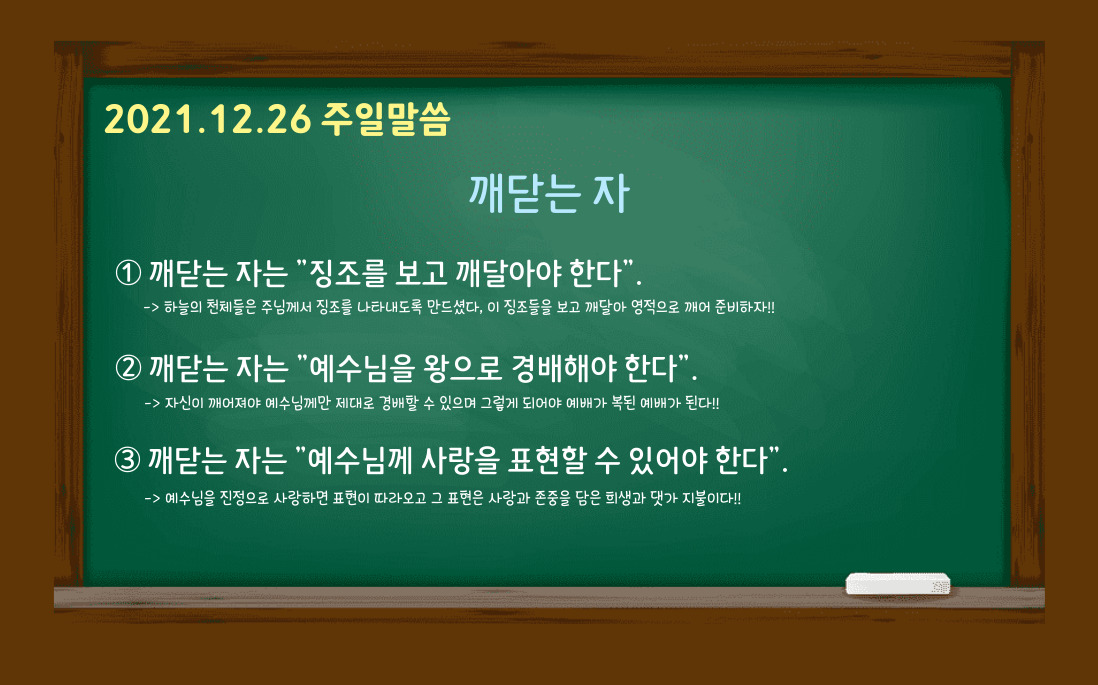 2021.12.26 주일말씀
깨닫는 자
① 깨닫는 자는 "징조를 보고 깨달아야 한다".
-> 하늘의 천체들은 주님께서 징조를 나타내도록 만드셨다, 이 징조들을 보고 깨달아 영적으로 깨어 준비하자!!
② 깨닫는 자는 "예수님을 왕으로 경배해야 한다".
-> 자신이 깨어져야 예수님께만 제대로 경배할 수 있으며 그렇게 되어야 예배가 복된 예배가 된다!!
③ 깨닫는 자는 "예수님께 사랑을 표현할 수 있어야 한다".
-> 예수님을 진정으로 사랑하면 표현이 따라오고 그 표현은 사랑과 존중을 담은 희생과 댓가 지불이다!!